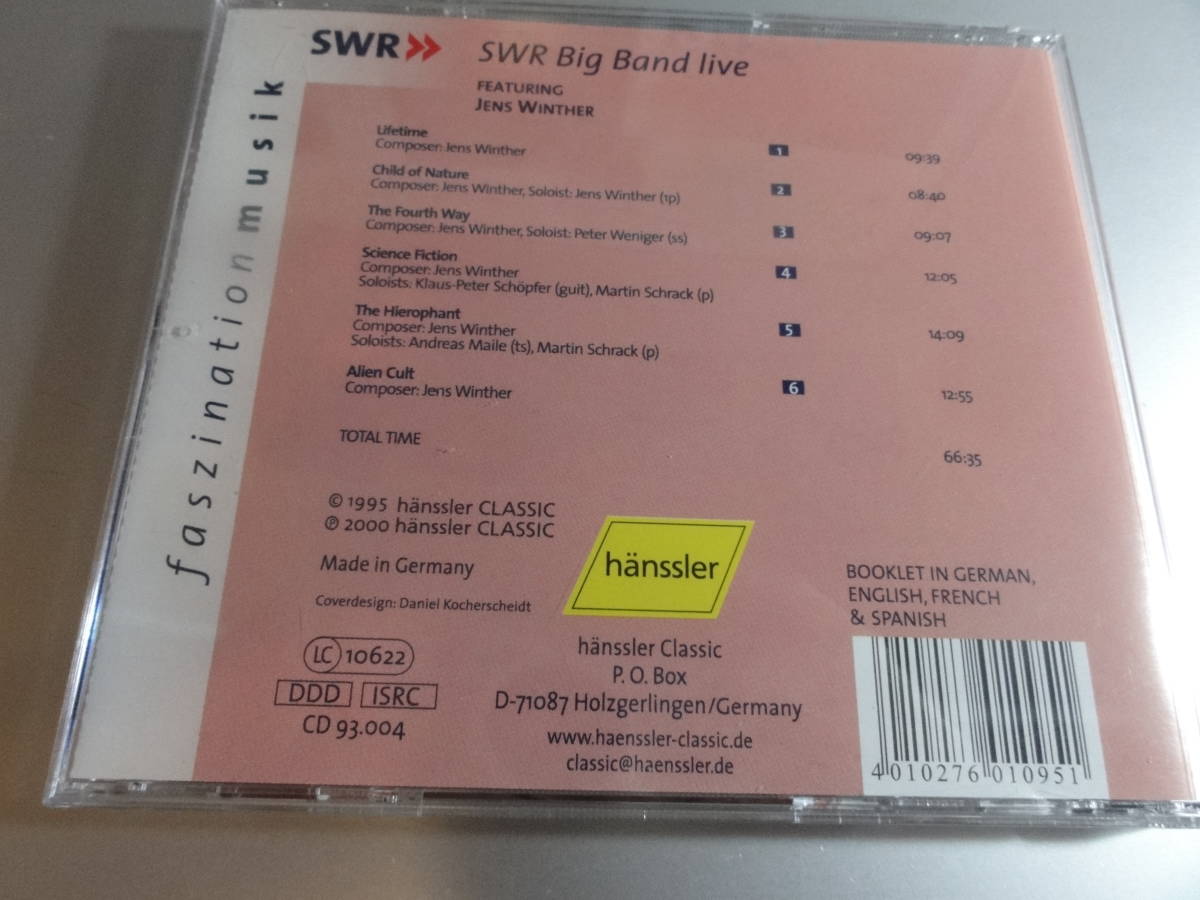 SWR»
SWR Big Band live
FEATURING
JENS WINTHER
faszination musik
Lifetime
Composer: Jens Winther 1 09:39
Child of Nature
Composer: Jens Winther, Soloist: Jens Winther (tp) 2 08:40
The Fourth Way
Composer: Jens Winther, Soloist: Peter Weniger (ss) 3 09:07
Science Fiction
Composer: Jens Winther 4 12:05
Soloists: Klaus-Peter Schöpfer (guit), Martin Schrack (p)
The Hierophant
Composer: Jens Winther 5 14:09
Soloists: Andreas Maile (ts), Martin Schrack (p)
Alien Cult
Composer: Jens Winther 6 12:55
TOTAL TIME 66:35
© 1995 hänssler CLASSIC
℗ 2000 hänssler CLASSIC
Made in Germany
Coverdesign: Daniel Kocherscheidt
LC 10622
DDD ISRC
CD 93.004
hänssler
hänssler Classic
P. O. Box
D-71087 Holzgerlingen/Germany
www.haenssler-classic.de
classic@haenssler.de
BOOKLET IN GERMAN,
ENGLISH, FRENCH
& SPANISH
4 010276 010951